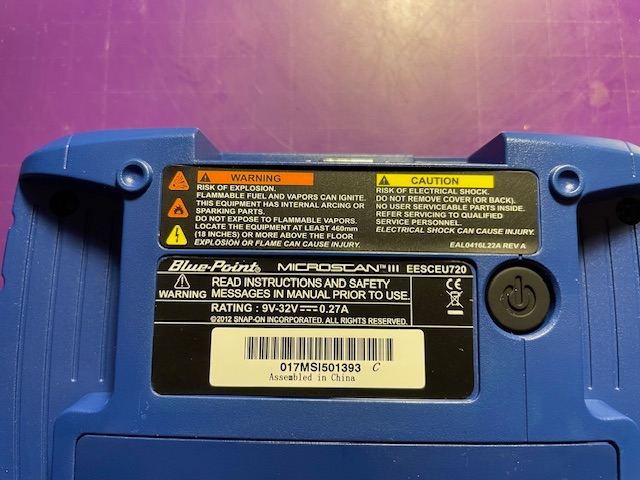 WARNING
RISK OF EXPLOSION.
FLAMMABLE FUEL AND VAPORS CAN IGNITE.
THIS EQUIPMENT HAS INTERNAL ARCING OR
SPARKING PARTS.
DO NOT EXPOSE TO FLAMMABLE VAPORS.
LOCATE THE EQUIPMENT AT LEAST 460mm
(18 INCHES) OR MORE ABOVE THE FLOOR
EXPLOSION OR FLAME CAN CAUSE INJURY.
CAUTION
RISK OF ELECTRICAL SHOCK.
DO NOT REMOVE COVER (OR BACK).
NO USER SERVICEABLE PARTS INSIDE.
REFER SERVICING TO QUALIFIED
SERVICE PERSONNEL.
ELECTRICAL SHOCK CAN CAUSE INJURY.
EAL0416L22A REV A
Blue-Point® MICROSCAN™III EESCEU720
WARNING
READ INSTRUCTIONS AND SAFETY
MESSAGES IN MANUAL PRIOR TO USE.
RATING : 9V-32V⎓0.27A
©2012 SNAP-ON INCORPORATED. ALL RIGHTS RESERVED.
CE
017MSI501393 C
Assembled in China